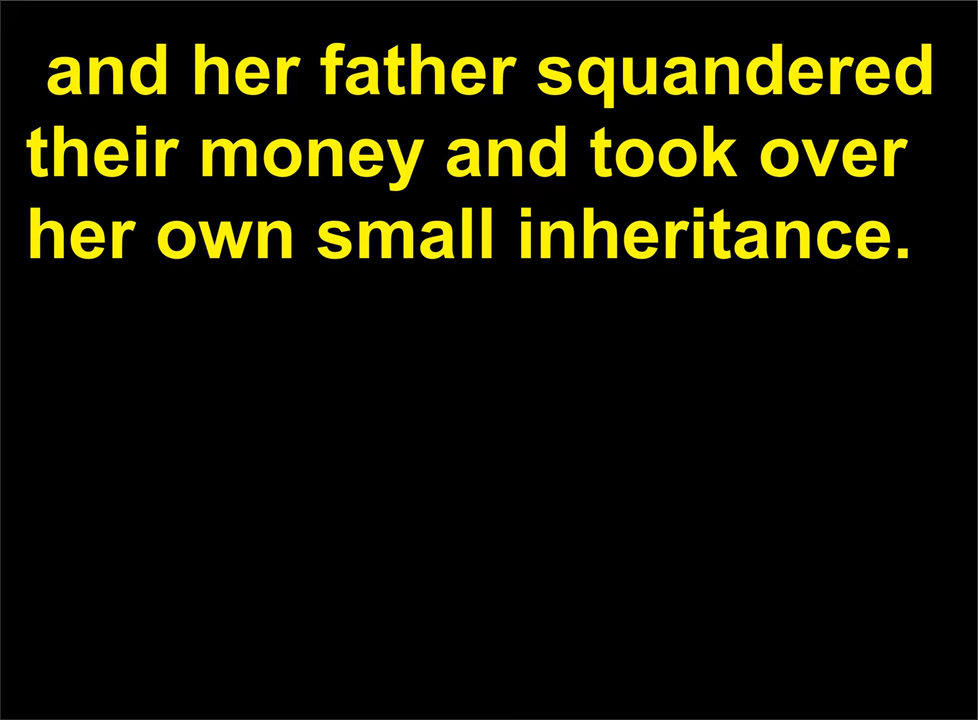 and her father squandered
their money and took over
her own small inheritance.